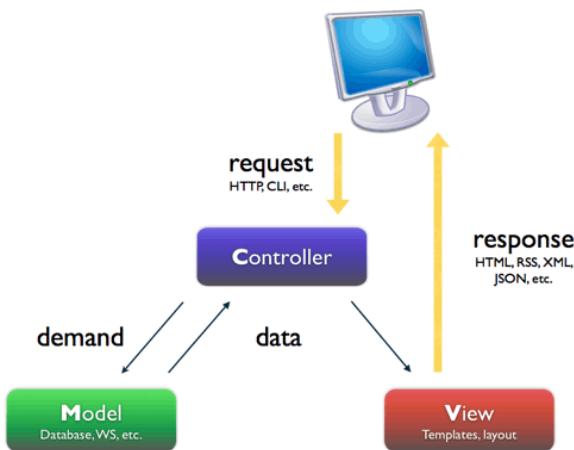 request
HTTP, CLI, etc.
Controller
response
HTML, RSS, XML,
JSON, etc.
demand
data
Model
Database, WS, etc.
View
Templates, layout